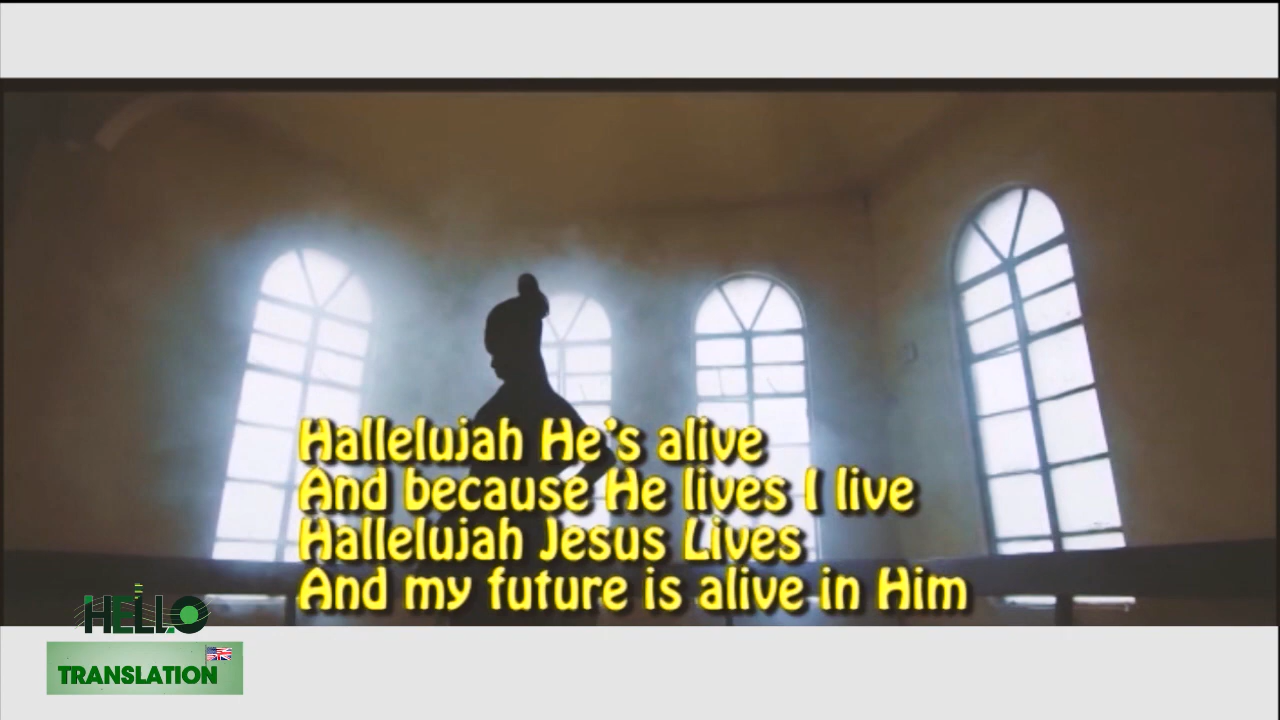 Hallelujah He's alive
And because He lives I live
Hallelujah Jesus Lives
And my future is alive in Him
HELLO
TRANSLATION